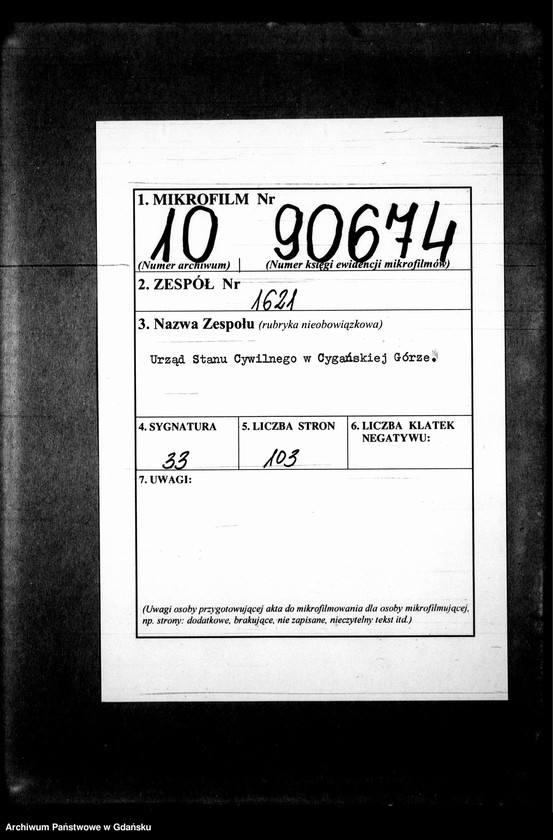 1. MIKROFILM Nr
10 90674
(Numer archiwum) (Numer księgi ewidencji mikrofilmów)
2. ZESPÓŁ Nr
1621
3. Nazwa Zespołu (rubryka nieobowiązkowa)
Urząd Stanu Cywilnego w Cygańskiej Górze.
4. SYGNATURA
33
5. LICZBA STRON
103
6. LICZBA KLATEK
NEGATYWU:
7. UWAGI:
(Uwagi osoby przygotowującej akta do mikrofilmowania dla osoby mikrofilmującej,
np. strony: dodatkowe, brakujące, nie zapisane, nieczytelny tekst itd.)
Archiwum Państwowe w Gdańsku